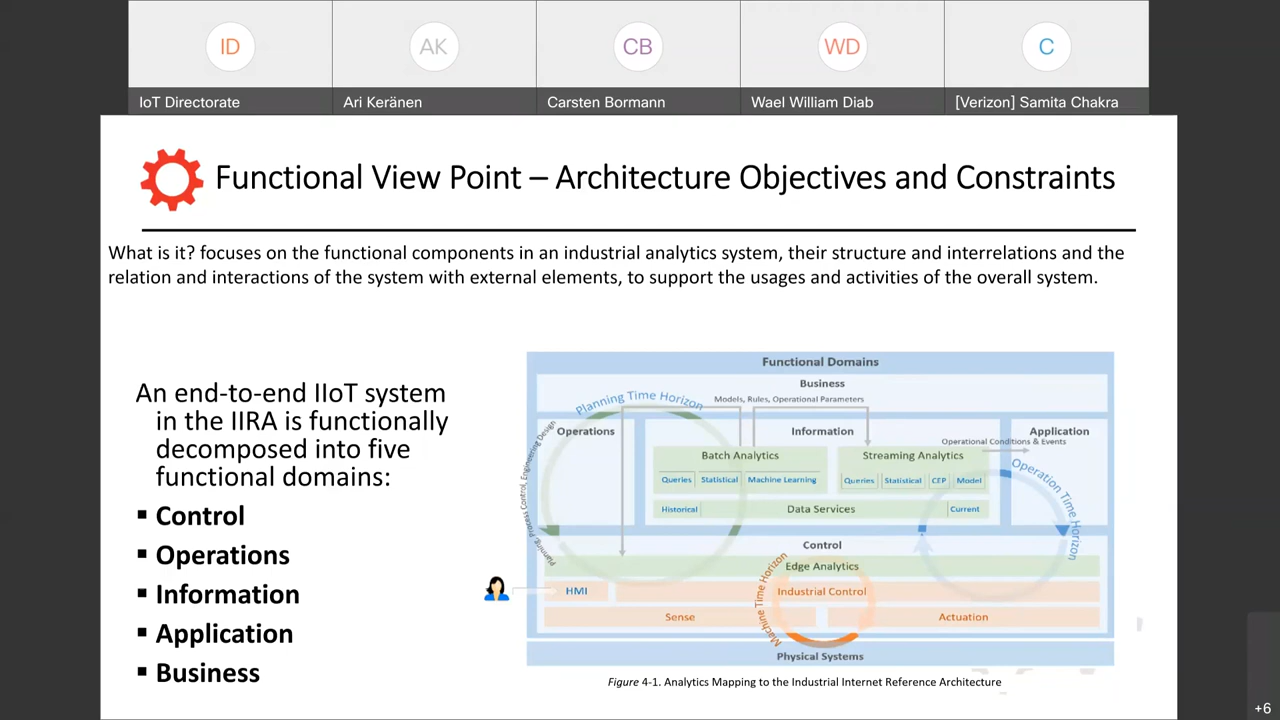 ID
AK
CB
WD
C
IoT Directorate
Ari Keränen
Carsten Bormann
Wael William Diab
[Verizon] Samita Chakra
Functional View Point – Architecture Objectives and Constraints
What is it? focuses on the functional components in an industrial analytics system, their structure and interrelations and the
relation and interactions of the system with external elements, to support the usages and activities of the overall system.
An end-to-end IIoT system
in the IIRA is functionally
decomposed into five
functional domains:
▪ Control
▪ Operations
▪ Information
▪ Application
▪ Business
Functional Domains
Business
Planning Time Horizon
Models, Rules, Operational Parameters
Operations
Information
Application
Operational Conditions & Events
Planning, Process Control, Engineering Design
Batch Analytics
Streaming Analytics
Operation Time Horizon
Queries
Statistical
Machine Learning
Queries
Statistical
CEP
Model
Historical
Data Services
Current
Control
Edge Analytics
Machine Time Horizon
HMI
Industrial Control
Sense
Actuation
Physical Systems
Figure 4-1. Analytics Mapping to the Industrial Internet Reference Architecture
+6